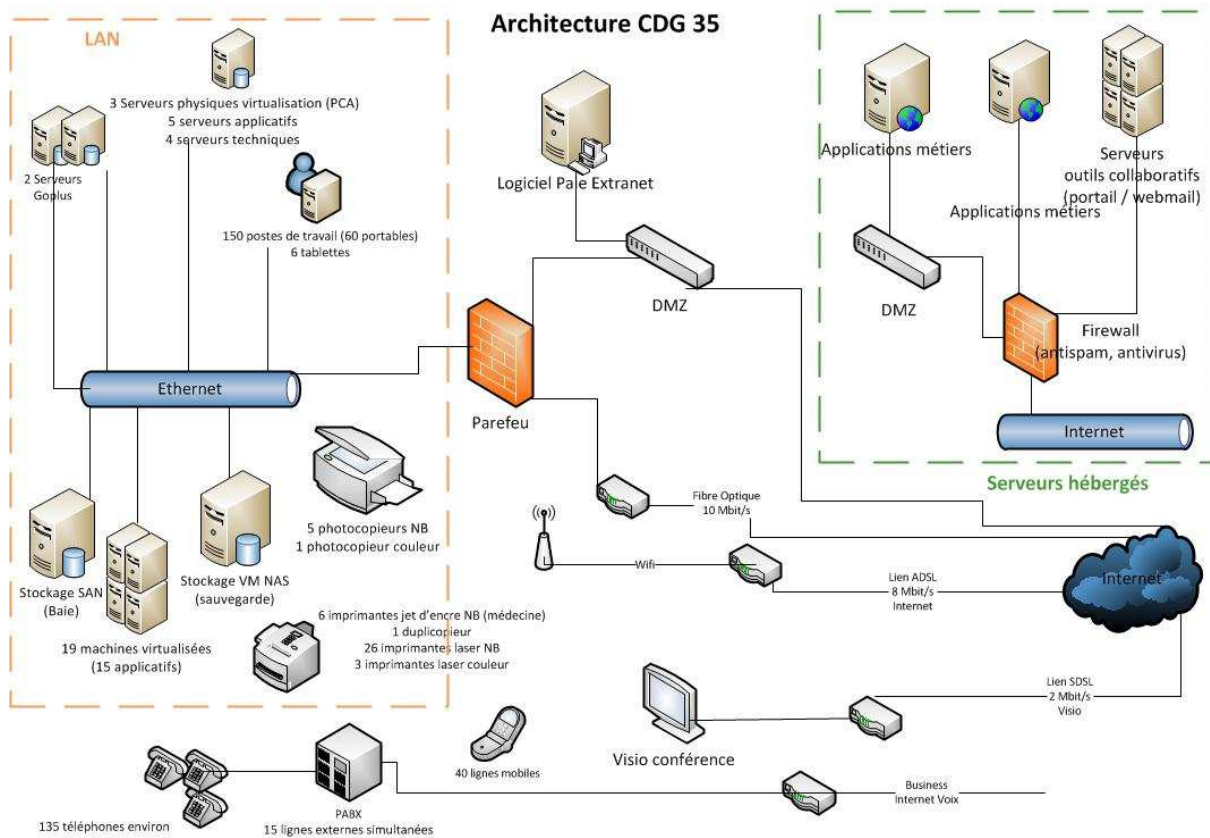 Architecture CDG 35
LAN
3 Serveurs physiques virtualisation (PCA)
5 serveurs applicatifs
4 serveurs techniques
2 Serveurs
Goplus
150 postes de travail (60 portables)
6 tablettes
Ethernet
Stockage SAN
(Baie)
19 machines virtualisées
(15 applicatifs)
Stockage VM NAS
(sauvegarde)
5 photocopieurs NB
1 photocopieur couleur
6 imprimantes jet d'encre NB (médecine)
1 duplicopieur
26 imprimantes laser NB
3 imprimantes laser couleur
Logiciel Paie Extranet
DMZ
Parefeu
Applications métiers
Applications métiers
Serveurs
outils collaboratifs
(portail / webmail)
DMZ
Firewall
(antispam, antivirus)
Internet
Serveurs hébergés
Fibre Optique
10 Mbit/s
Wifi
Lien ADSL
8 Mbit/s
Internet
Internet
Lien SDSL
2 Mbit/s
Visio
Visio conférence
40 lignes mobiles
135 téléphones environ
PABX
15 lignes externes simultanées
Business
Internet Voix